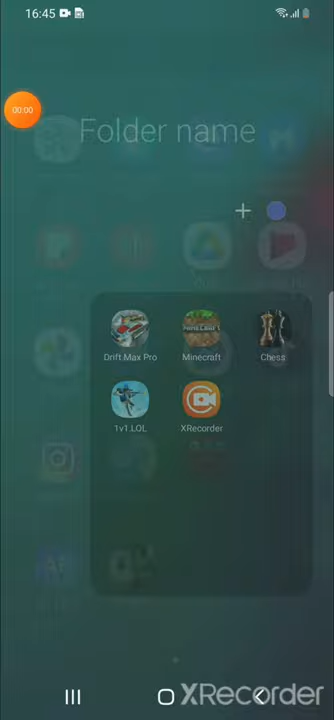 16:45
00:00
Folder name
Drift Max Pro
Minecraft
Chess
1v1.LOL
XRecorder
XRecorder